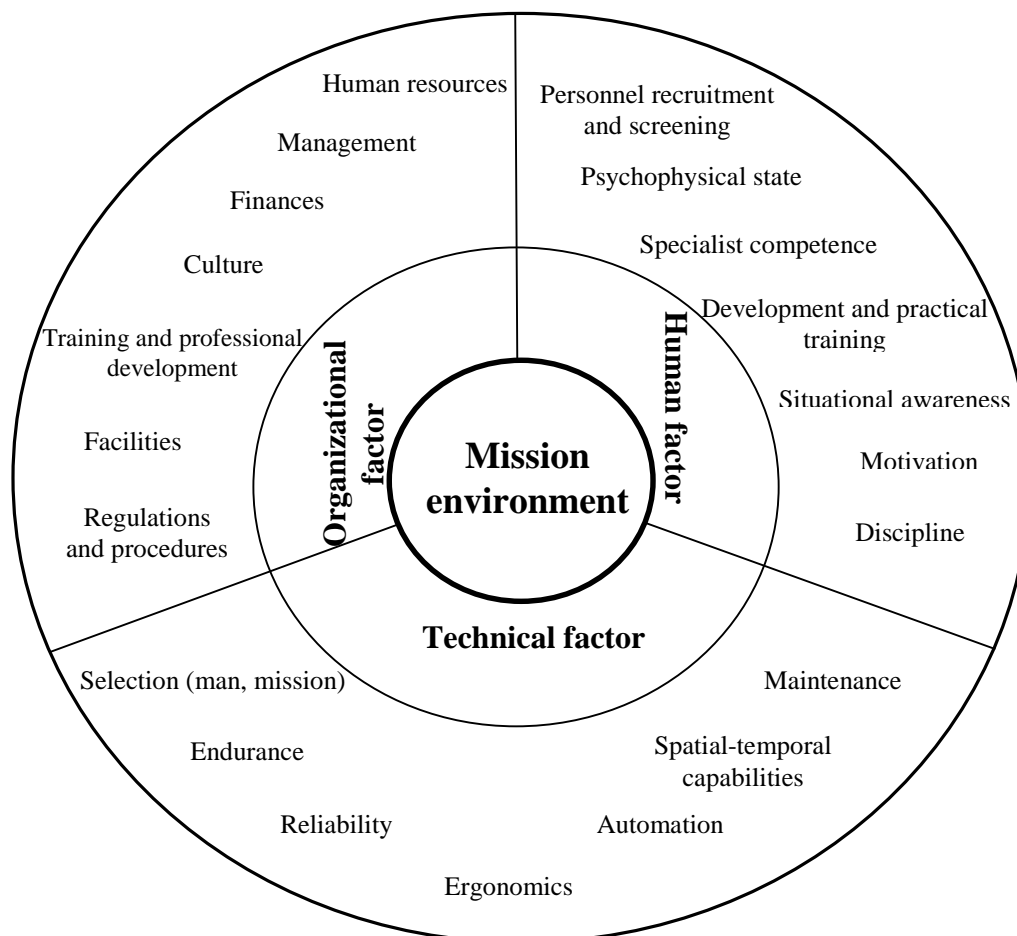 Human resources
Management
Finances
Culture
Training and professional
development
Facilities
Regulations
and procedures
Organizational
factor
Personnel recruitment
and screening
Psychophysical state
Specialist competence
Development and practical
training
Situational awareness
Motivation
Discipline
Human factor
Mission
environment
Technical factor
Selection (man, mission)
Endurance
Reliability
Ergonomics
Automation
Spatial-temporal
capabilities
Maintenance